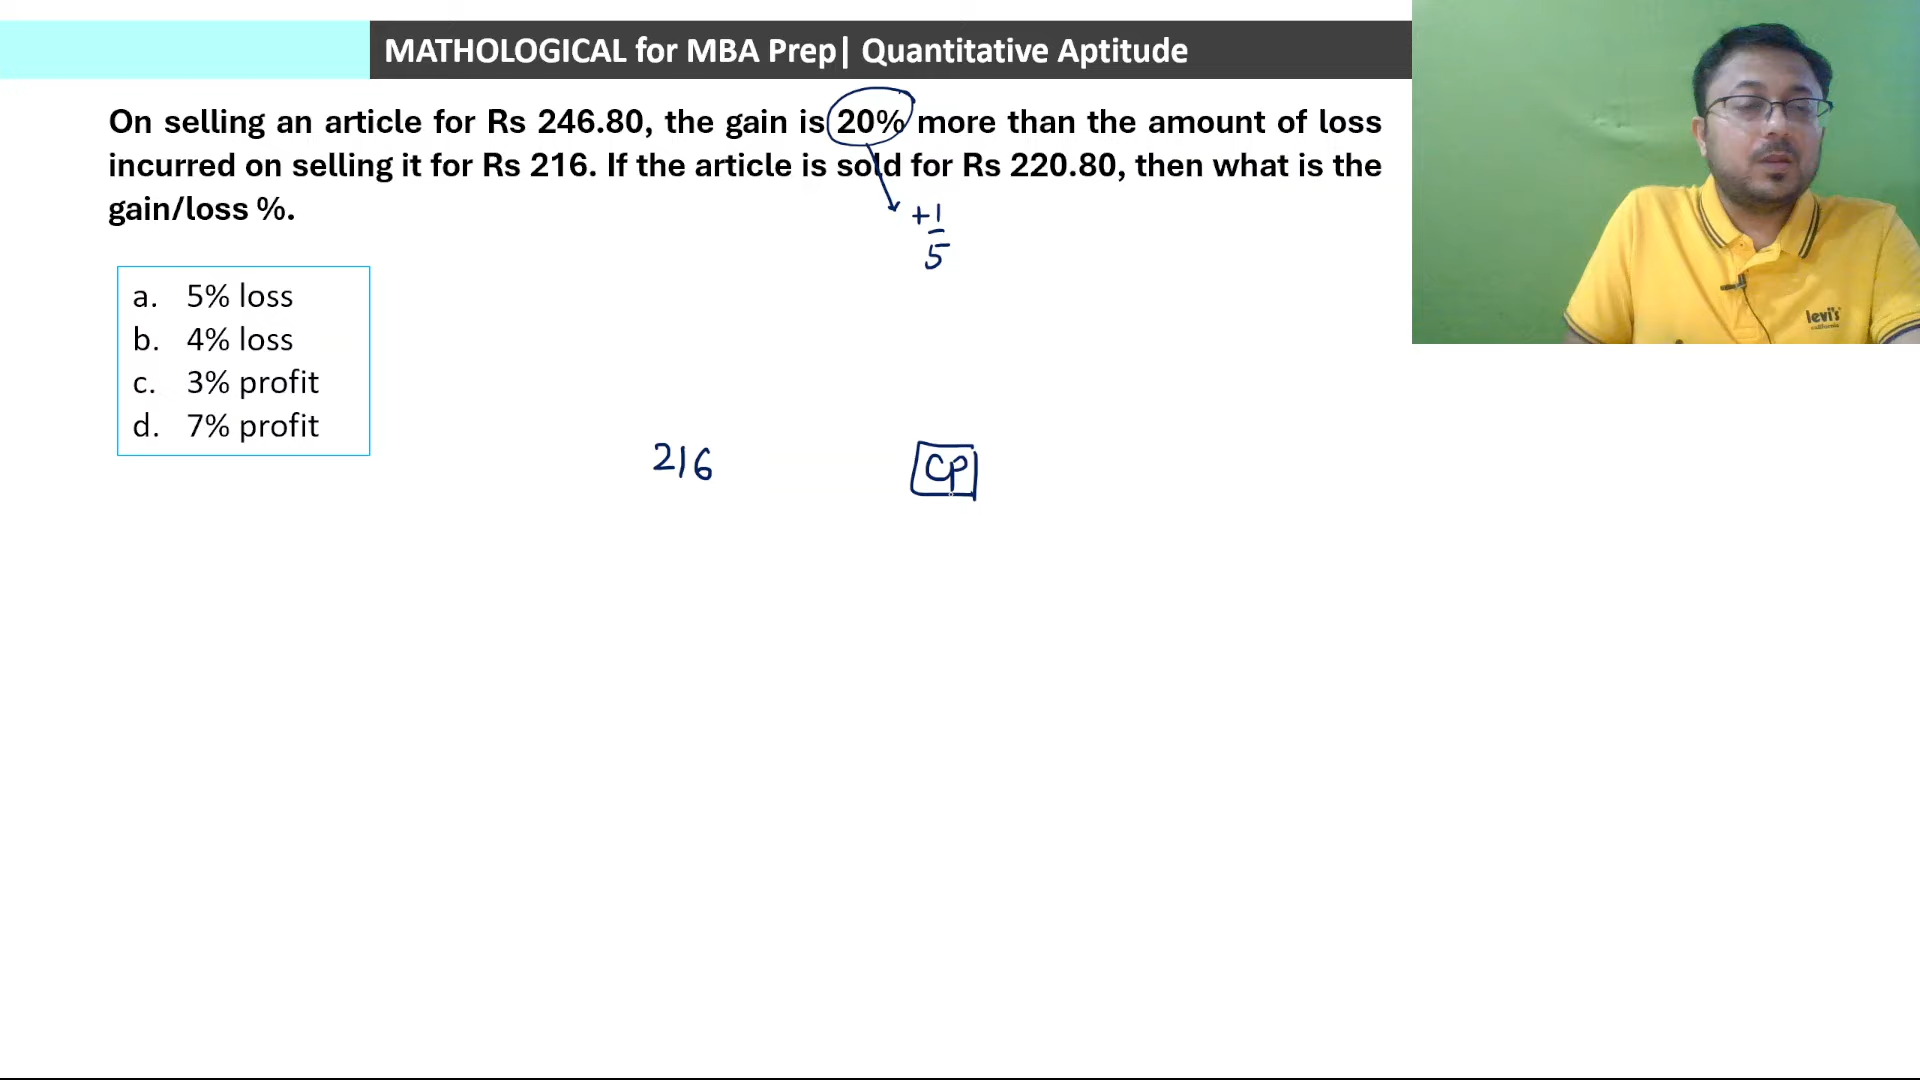 MATHOLOGICAL for MBA Prep| Quantitative Aptitude
On selling an article for Rs 246.80, the gain is 20% more than the amount of loss
incurred on selling it for Rs 216. If the article is sold for Rs 220.80, then what is the
gain/loss %.
+1/5
a. 5% loss
b. 4% loss
c. 3% profit
d. 7% profit
216 CP
levi's
california